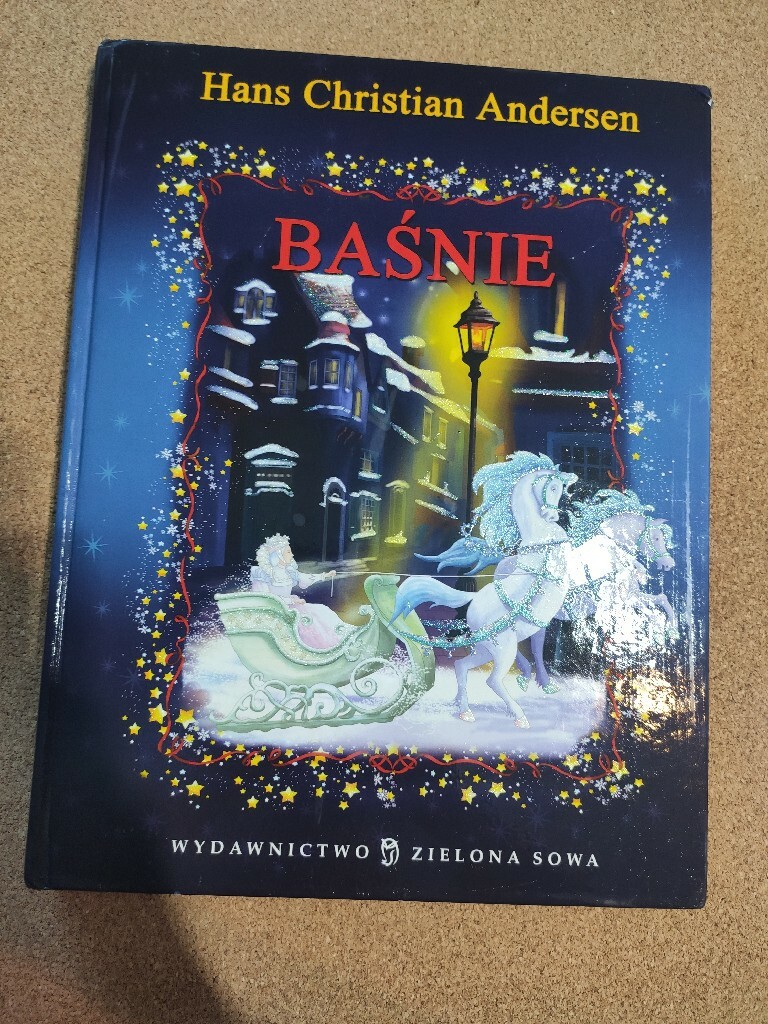 Hans Christian Andersen
BAŚNIE
WYDAWNICTWO ZIELONA SOWA